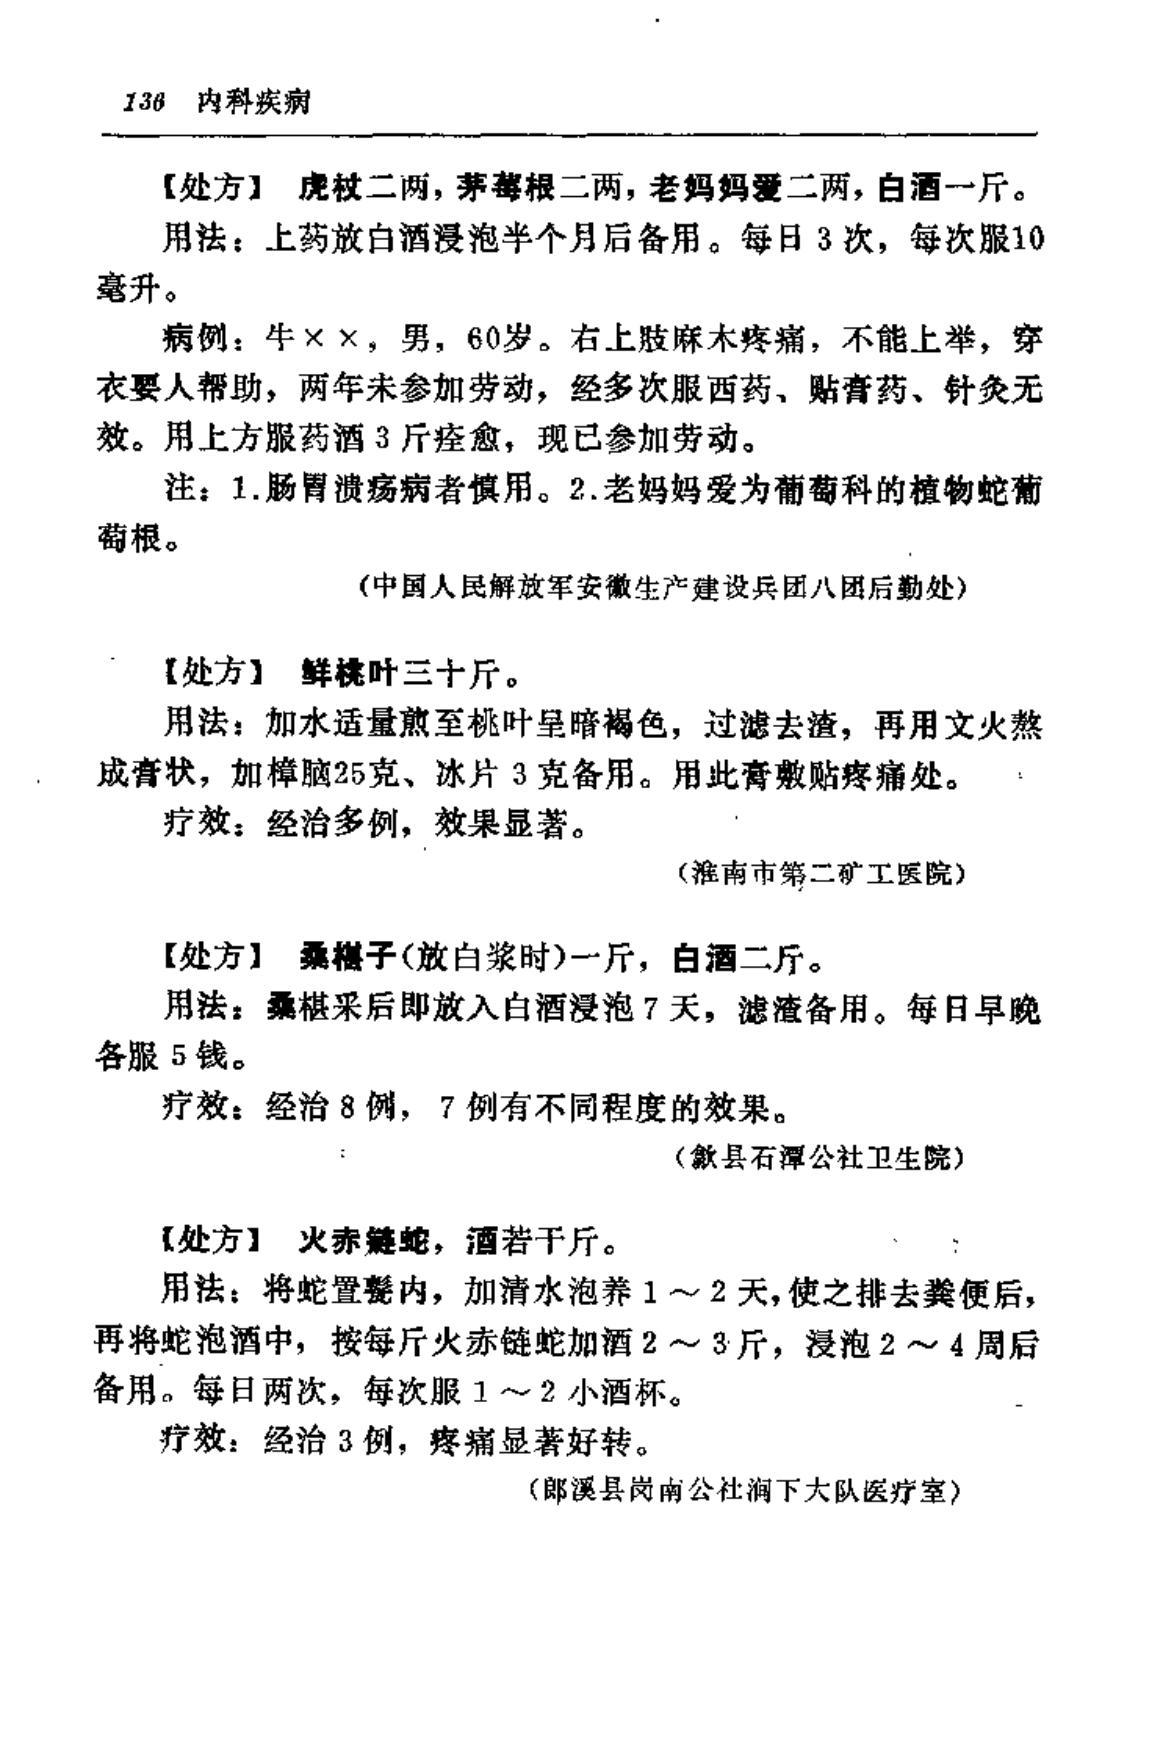 136 内科疾病
【处方】 虎杖二两，茅莓根二两，老妈妈爱二两，白酒一斤。
用法：上药放白酒浸泡半个月后备用。每日3次，每次服10
毫升。
病例：牛××，男，60岁。右上肢麻木疼痛，不能上举，穿
衣要人帮助，两年未参加劳动，经多次服西药、贴膏药、针灸无
效。用上方服药酒3斤痊愈，现已参加劳动。
注：1.肠胃溃疡病者慎用。2.老妈妈爱为葡萄科的植物蛇葡
萄根。
（中国人民解放军安徽生产建设兵团八团后勤处）
【处方】 鲜桃叶三十斤。
用法：加水适量煎至桃叶呈暗褐色，过滤去渣，再用文火熬
成膏状，加樟脑25克、冰片3克备用。用此膏敷贴疼痛处。
疗效：经治多例，效果显著。
（淮南市第二矿工医院）
【处方】 桑椹子（放白浆时）一斤，白酒二斤。
用法：桑椹采后即放入白酒浸泡7天，滤渣备用。每日早晚
各服5钱。
疗效：经治8例，7例有不同程度的效果。
（歙县石潭公社卫生院）
【处方】 火赤链蛇，酒若干斤。
用法：将蛇置甏内，加清水泡养1～2天，使之排去粪便后，
再将蛇泡酒中，按每斤火赤链蛇加酒2～3斤，浸泡2～4周后
备用。每日两次，每次服1～2小酒杯。
疗效：经治3例，疼痛显著好转。
（郎溪县岗南公社涧下大队医疗室）